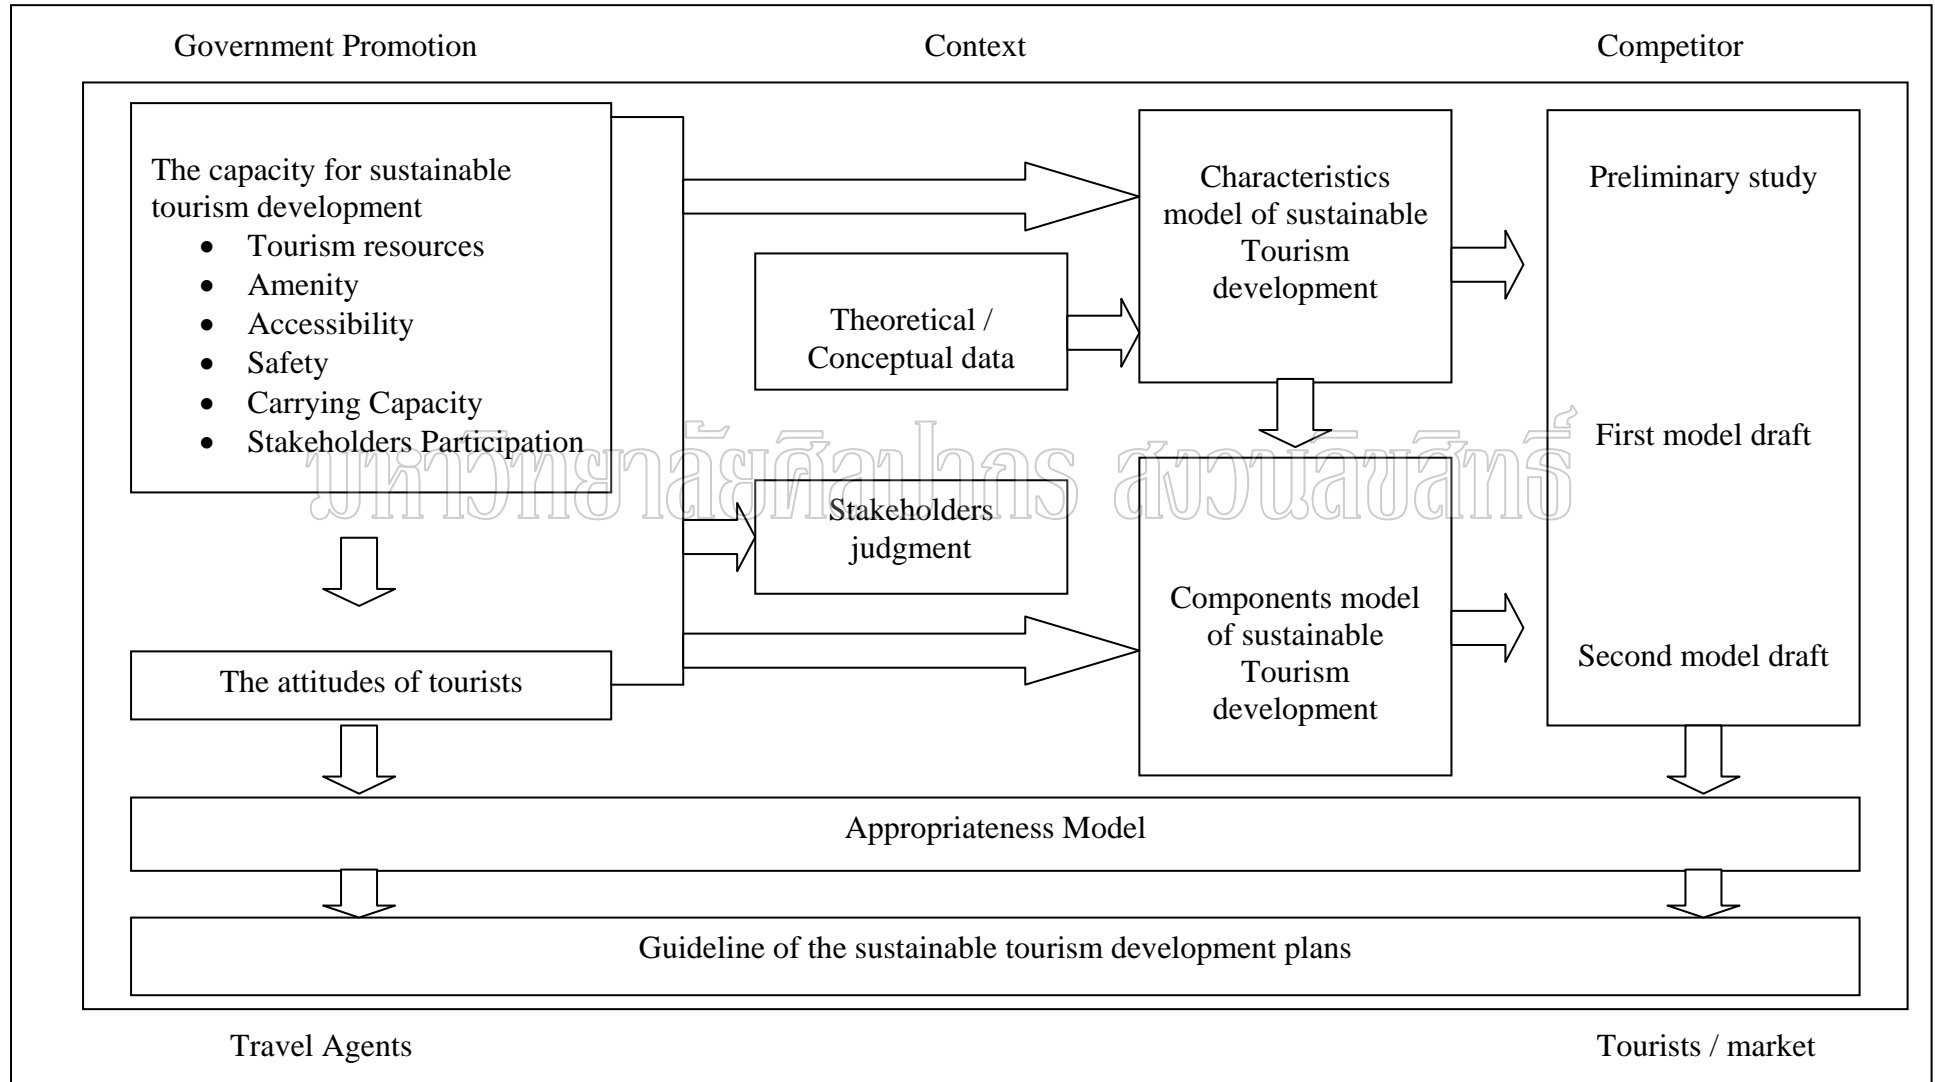 Government Promotion
Context
Competitor
The capacity for sustainable
tourism development
• Tourism resources
• Amenity
• Accessibility
• Safety
• Carrying Capacity
• Stakeholders Participation
The attitudes of tourists
Theoretical /
Conceptual data
Stakeholders
judgment
Characteristics
model of sustainable
Tourism
development
Components model
of sustainable
Tourism
development
Preliminary study
First model draft
Second model draft
มหาวิทยาลัยศิลปากร สงวนลิขสิทธิ์
Appropriateness Model
Guideline of the sustainable tourism development plans
Travel Agents
Tourists / market